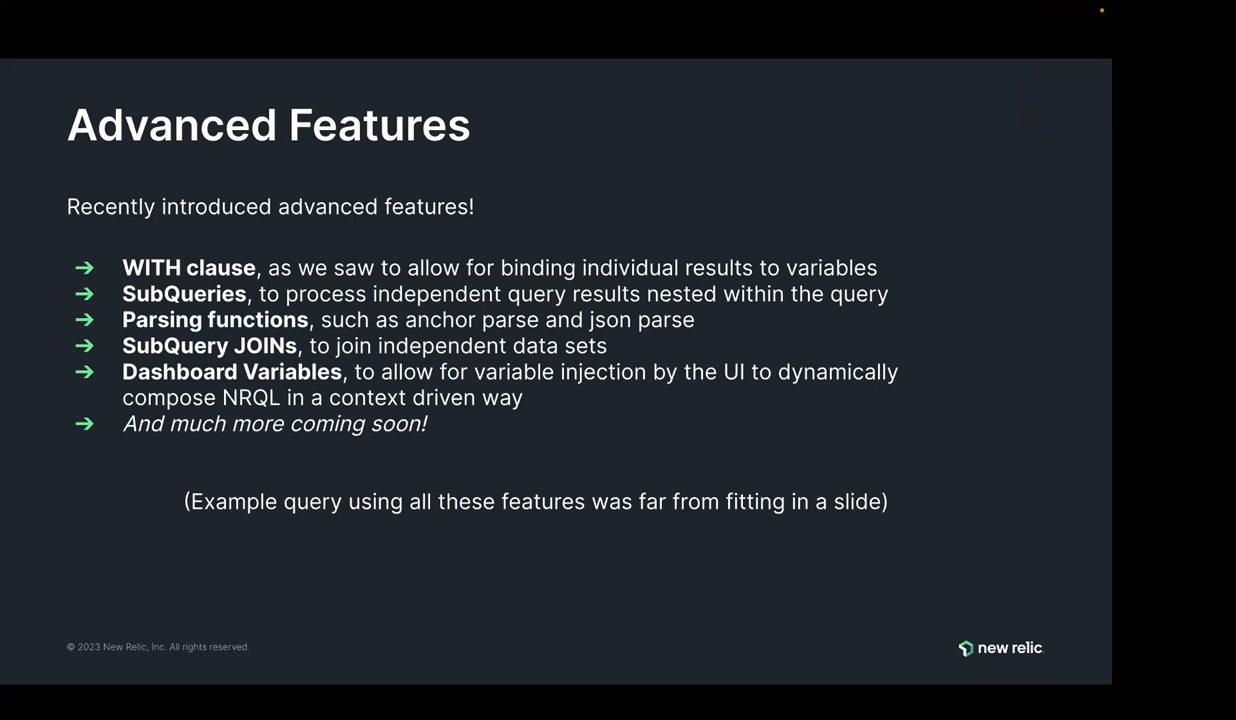 Advanced Features
Recently introduced advanced features!
➔ WITH clause, as we saw to allow for binding individual results to variables
➔ SubQueries, to process independent query results nested within the query
➔ Parsing functions, such as anchor parse and json parse
➔ SubQuery JOINs, to join independent data sets
➔ Dashboard Variables, to allow for variable injection by the UI to dynamically
compose NRQL in a context driven way
➔ And much more coming soon!
(Example query using all these features was far from fitting in a slide)
© 2023 New Relic, Inc. All rights reserved.
new relic.